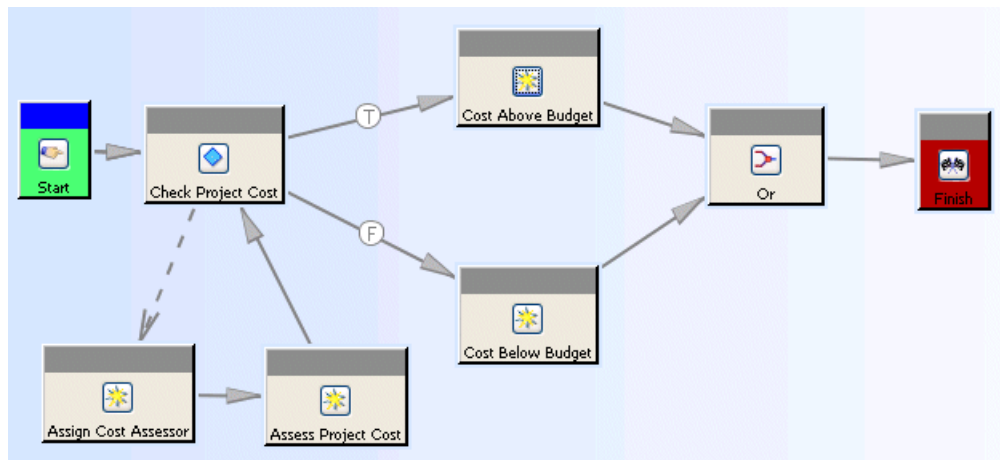 Start
Check Project Cost
T
Cost Above Budget
F
Cost Below Budget
Or
Finish
Assign Cost Assessor
Assess Project Cost